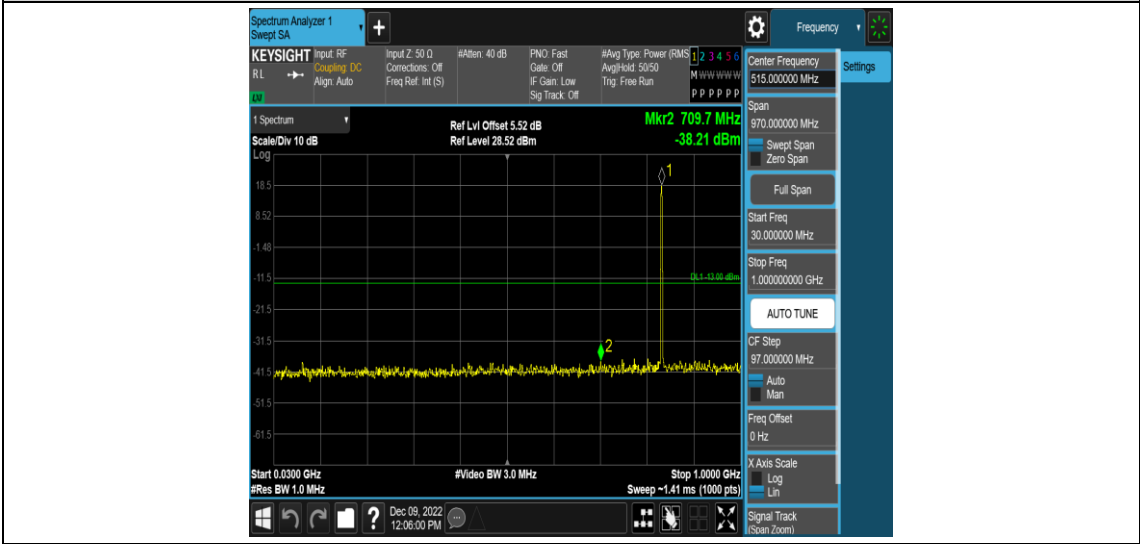 Spectrum Analyzer 1
Swept SA
+
Frequency
KEYSIGHT
RL
LM
Input: RF
Coupling: DC
Align: Auto
Input Z: 50 Ω
Corrections: Off
Freq Ref: Int (S)
#Atten: 40 dB
PNO: Fast
Gate: Off
IF Gain: Low
Sig Track: Off
#Avg Type: Power (RMS
Avg|Hold: 50/50
Trig: Free Run
1 2 3 4 5 6
M W W W W W
P P P P P P
1 Spectrum
Scale/Div 10 dB
Log
Ref Lvl Offset 5.52 dB
Ref Level 28.52 dBm
Mkr2 709.7 MHz
-38.21 dBm
1
18.5
8.52
-1.48
-11.5
DL1 -13.00 dBm
-21.5
-31.5
2
-41.5
-51.5
-61.5
Start 0.0300 GHz
#Res BW 1.0 MHz
#Video BW 3.0 MHz
Stop 1.0000 GHz
Sweep ~1.41 ms (1000 pts)
?
Dec 09, 2022
12:06:00 PM
Center Frequency
515.000000 MHz
Settings
Span
970.000000 MHz
Swept Span
Zero Span
Full Span
Start Freq
30.000000 MHz
Stop Freq
1.000000000 GHz
AUTO TUNE
CF Step
97.000000 MHz
Auto
Man
Freq Offset
0 Hz
X Axis Scale
Log
Lin
Signal Track
(Span Zoom)